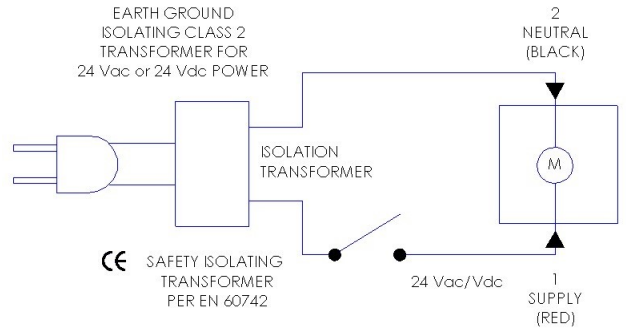 EARTH GROUND
ISOLATING CLASS 2
TRANSFORMER FOR
24 Vac or 24 Vdc POWER
2
NEUTRAL
(BLACK)
ISOLATION
TRANSFORMER
M
CE
SAFETY ISOLATING
TRANSFORMER
PER EN 60742
24 Vac/Vdc
1
SUPPLY
(RED)